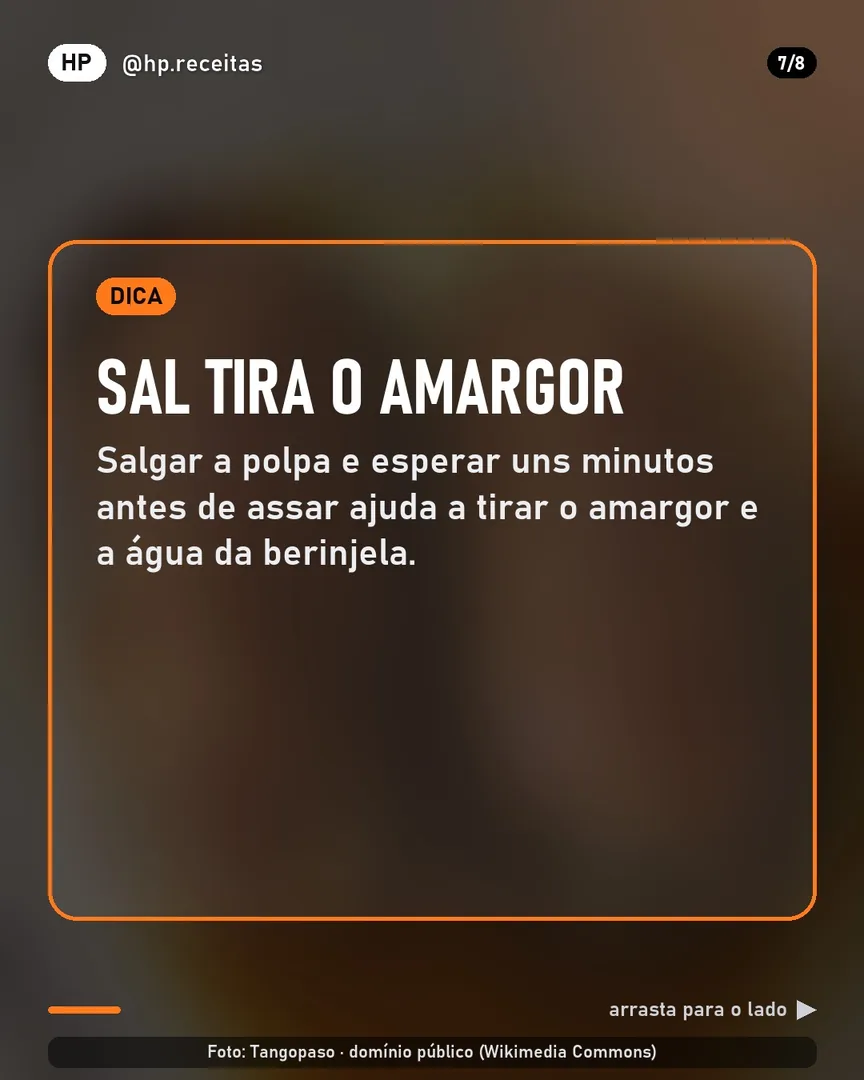 HP @hp.receitas 7/8
DICA
SAL TIRA O AMARGOR
Salgar a polpa e esperar uns minutos
antes de assar ajuda a tirar o amargor e
a água da berinjela.
arrasta para o lado ▶
Foto: Tangopaso · domínio público (Wikimedia Commons)